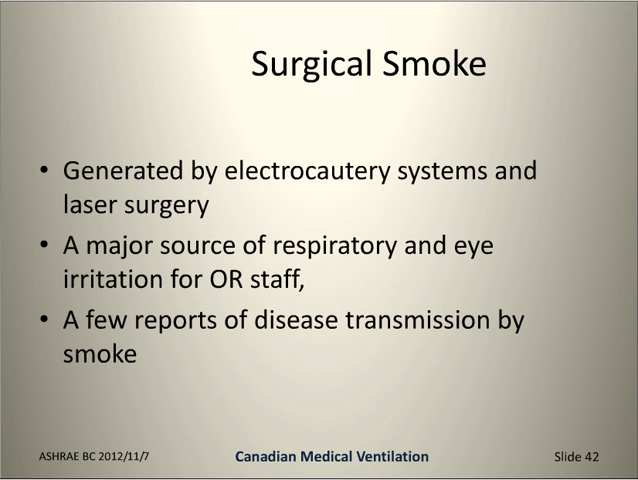 Surgical Smoke
• Generated by electrocautery systems and
laser surgery
• A major source of respiratory and eye
irritation for OR staff,
• A few reports of disease transmission by
smoke
ASHRAE BC 2012/11/7 Canadian Medical Ventilation Slide 42